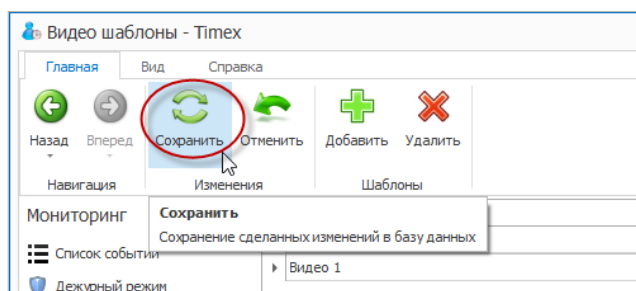 Видео шаблоны - Timex
Главная Вид Справка
Назад Вперед Сохранить Отменить Добавить Удалить
Навигация Изменения Шаблоны
Мониторинг
Сохранить
Сохранение сделанных изменений в базу данных
Список событий
Видео 1
Дежурный режим